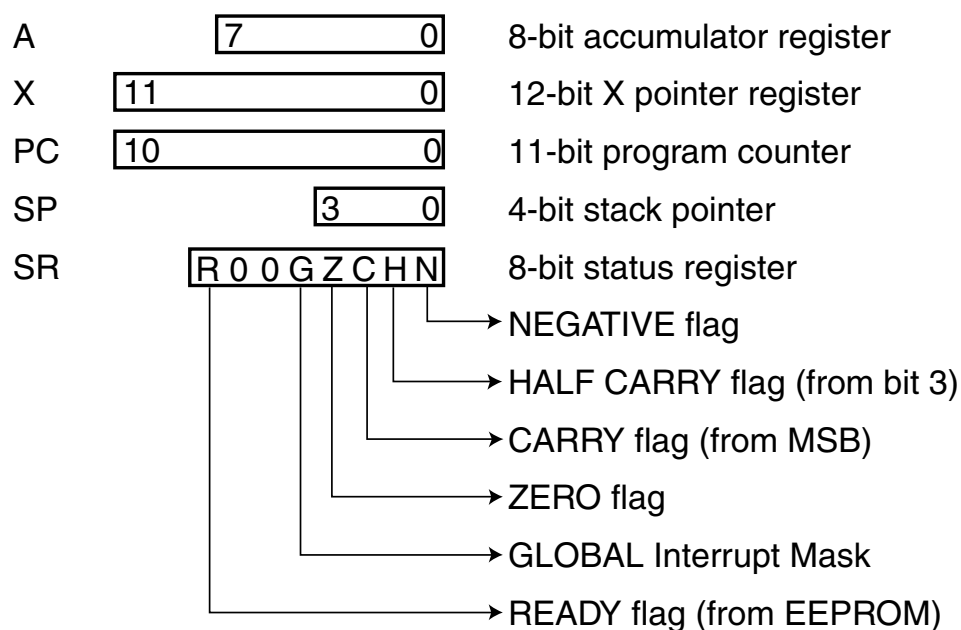 A 7 0 8-bit accumulator register
X 11 0 12-bit X pointer register
PC 10 0 11-bit program counter
SP 3 0 4-bit stack pointer
SR R 0 0 G Z C H N 8-bit status register
NEGATIVE flag
HALF CARRY flag (from bit 3)
CARRY flag (from MSB)
ZERO flag
GLOBAL Interrupt Mask
READY flag (from EEPROM)